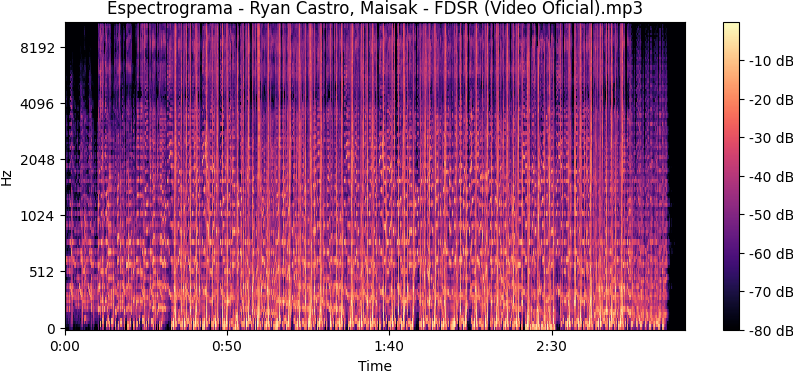 Espectrograma - Ryan Castro, Maisak - FDSR (Video Oficial).mp3
8192
4096
2048
1024
512
0
Hz
0:00
0:50
1:40
2:30
Time
-10 dB
-20 dB
-30 dB
-40 dB
-50 dB
-60 dB
-70 dB
-80 dB